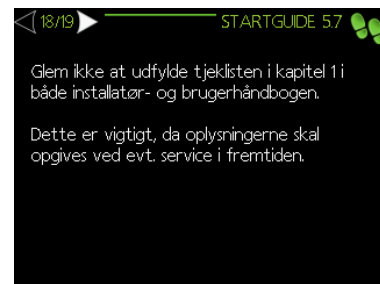 18/19 STARTGUIDE 5.7
Glem ikke at udfylde tjeklisten i kapitel 1 i
både installatør- og brugerhåndbogen.
Dette er vigtigt, da oplysningerne skal
opgives ved evt. service i fremtiden.